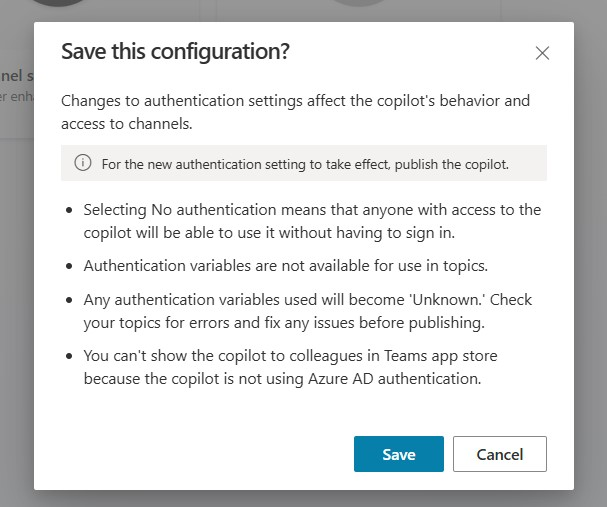 Save this configuration?
nel s
er enh
Changes to authentication settings affect the copilot's behavior and
access to channels.
For the new authentication setting to take effect, publish the copilot.
• Selecting No authentication means that anyone with access to the
copilot will be able to use it without having to sign in.
• Authentication variables are not available for use in topics.
• Any authentication variables used will become 'Unknown.' Check
your topics for errors and fix any issues before publishing.
• You can't show the copilot to colleagues in Teams app store
because the copilot is not using Azure AD authentication.
Save
Cancel